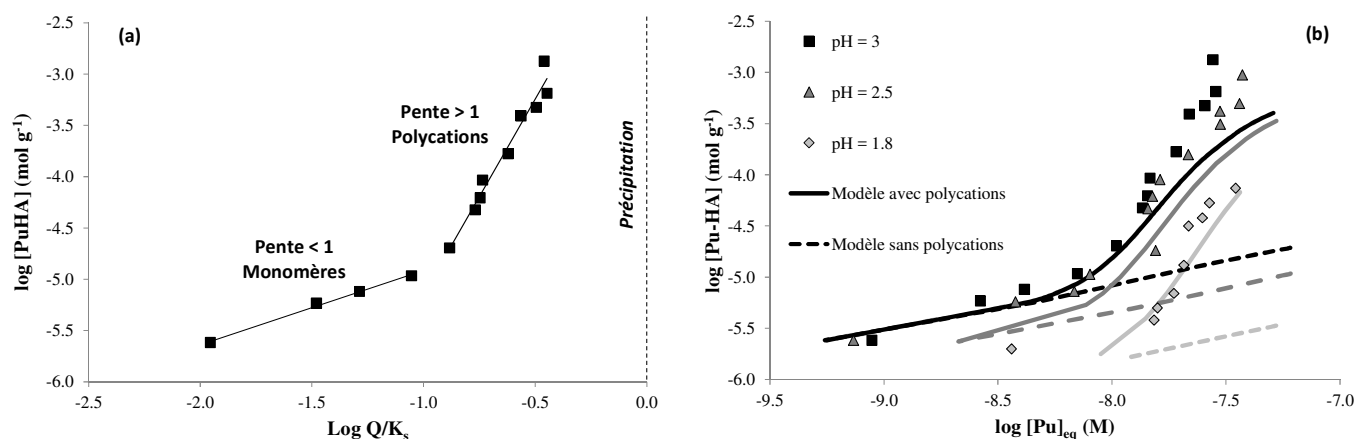 (a)
log [PuHA] (mol g⁻¹)
-2.5
-3.0
-3.5
-4.0
-4.5
-5.0
-5.5
-6.0
Pente > 1
Polycations
Pente < 1
Monomères
Précipitation
-2.5 -2.0 -1.5 -1.0 -0.5 0.0
Log Q/Kₛ
(b)
log [Pu-HA] (mol g⁻¹)
-2.5
-3.0
-3.5
-4.0
-4.5
-5.0
-5.5
-6.0
pH = 3
pH = 2.5
pH = 1.8
Modèle avec polycations
Modèle sans polycations
-9.5 -9.0 -8.5 -8.0 -7.5 -7.0
log [Pu]eq (M)